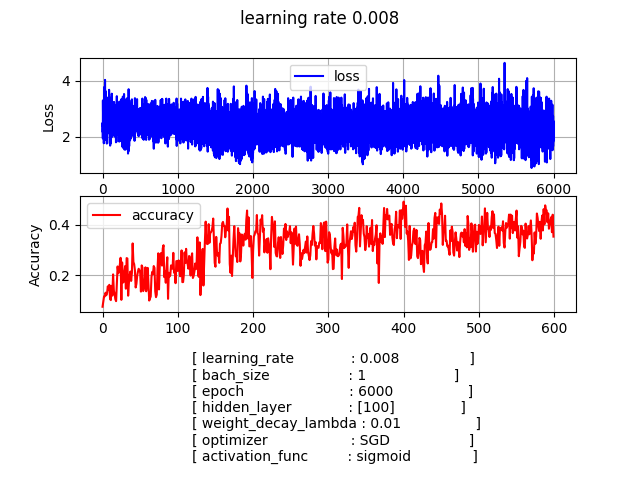 learning rate 0.008
4
2
Loss
loss
0 1000 2000 3000 4000 5000 6000
0.4
0.2
Accuracy
accuracy
0 100 200 300 400 500 600
[ learning_rate : 0.008 ]
[ bach_size : 1 ]
[ epoch : 6000 ]
[ hidden_layer : [100] ]
[ weight_decay_lambda : 0.01 ]
[ optimizer : SGD ]
[ activation_func : sigmoid ]